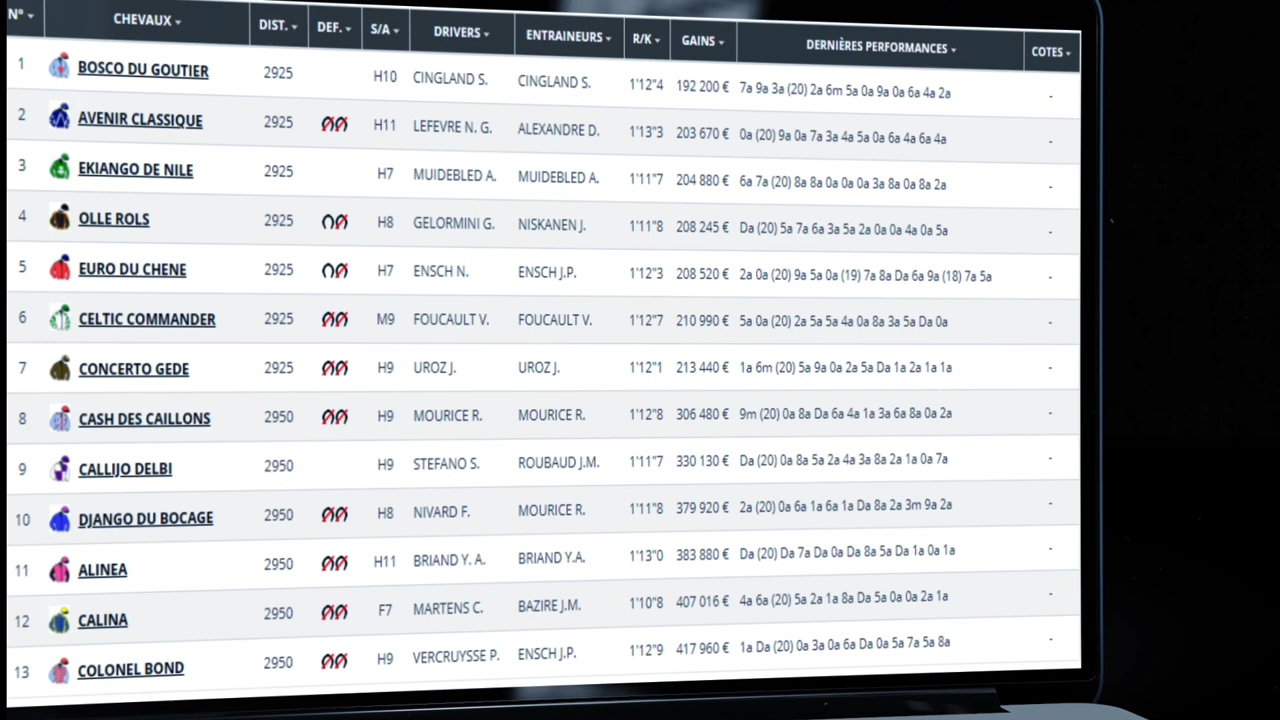 N° CHEVAUX DIST. DEF. S/A DRIVERS ENTRAINEURS R/K GAINS DERNIÈRES PERFORMANCES COTES
1 BOSCO DU GOUTIER 2925 H10 CINGLAND S. CINGLAND S. 1'12"4 192 200 € 7a 9a 3a (20) 2a 6m 5a 0a 9a 0a 6a 4a 2a -
2 AVENIR CLASSIQUE 2925 H11 LEFEVRE N. G. ALEXANDRE D. 1'13"3 203 670 € 0a (20) 9a 0a 7a 3a 4a 5a 0a 6a 4a 6a 4a -
3 EKIANGO DE NILE 2925 H7 MUIDEBLED A. MUIDEBLED A. 1'11"7 204 880 € 6a 7a (20) 8a 8a 0a 0a 0a 3a 8a 0a 8a 2a -
4 OLLE ROLS 2925 H8 GELORMINI G. NISKANEN J. 1'11"8 208 245 € Da (20) 5a 7a 6a 3a 5a 2a 0a 0a 4a 0a 5a -
5 EURO DU CHENE 2925 H7 ENSCH N. ENSCH J.P. 1'12"3 208 520 € 2a 0a (20) 9a 5a 0a (19) 7a 8a Da 6a 9a (18) 7a 5a -
6 CELTIC COMMANDER 2925 M9 FOUCAULT V. FOUCAULT V. 1'12"7 210 990 € 5a 0a (20) 2a 5a 5a 4a 0a 8a 3a 5a Da 0a -
7 CONCERTO GEDE 2925 H9 UROZ J. UROZ J. 1'12"1 213 440 € 1a 6m (20) 5a 9a 0a 2a 5a Da 1a 2a 1a 1a -
8 CASH DES CAILLONS 2950 H9 MOURICE R. MOURICE R. 1'12"8 306 480 € 9m (20) 0a 8a Da 6a 4a 1a 3a 6a 8a 0a 2a -
9 CALLIJO DELBI 2950 H9 STEFANO S. ROUBAUD J.M. 1'11"7 330 130 € Da (20) 0a 8a 5a 2a 4a 3a 8a 2a 1a 0a 7a -
10 DJANGO DU BOCAGE 2950 H8 NIVARD F. MOURICE R. 1'11"8 379 920 € 2a (20) 0a 6a 1a 6a 1a Da 8a 2a 3m 9a 2a -
11 ALINEA 2950 H11 BRIAND Y. A. BRIAND Y.A. 1'13"0 383 880 € Da (20) Da 7a Da 0a Da 8a 5a Da 1a 0a 1a -
12 CALINA 2950 F7 MARTENS C. BAZIRE J.M. 1'10"8 407 016 € 4a 6a (20) 5a 2a 1a 8a Da 5a 0a 0a 2a 1a -
13 COLONEL BOND 2950 H9 VERCRUYSSE P. ENSCH J.P. 1'12"9 417 960 € 1a Da (20) 0a 3a 0a 6a Da 0a 5a 7a 5a 8a -